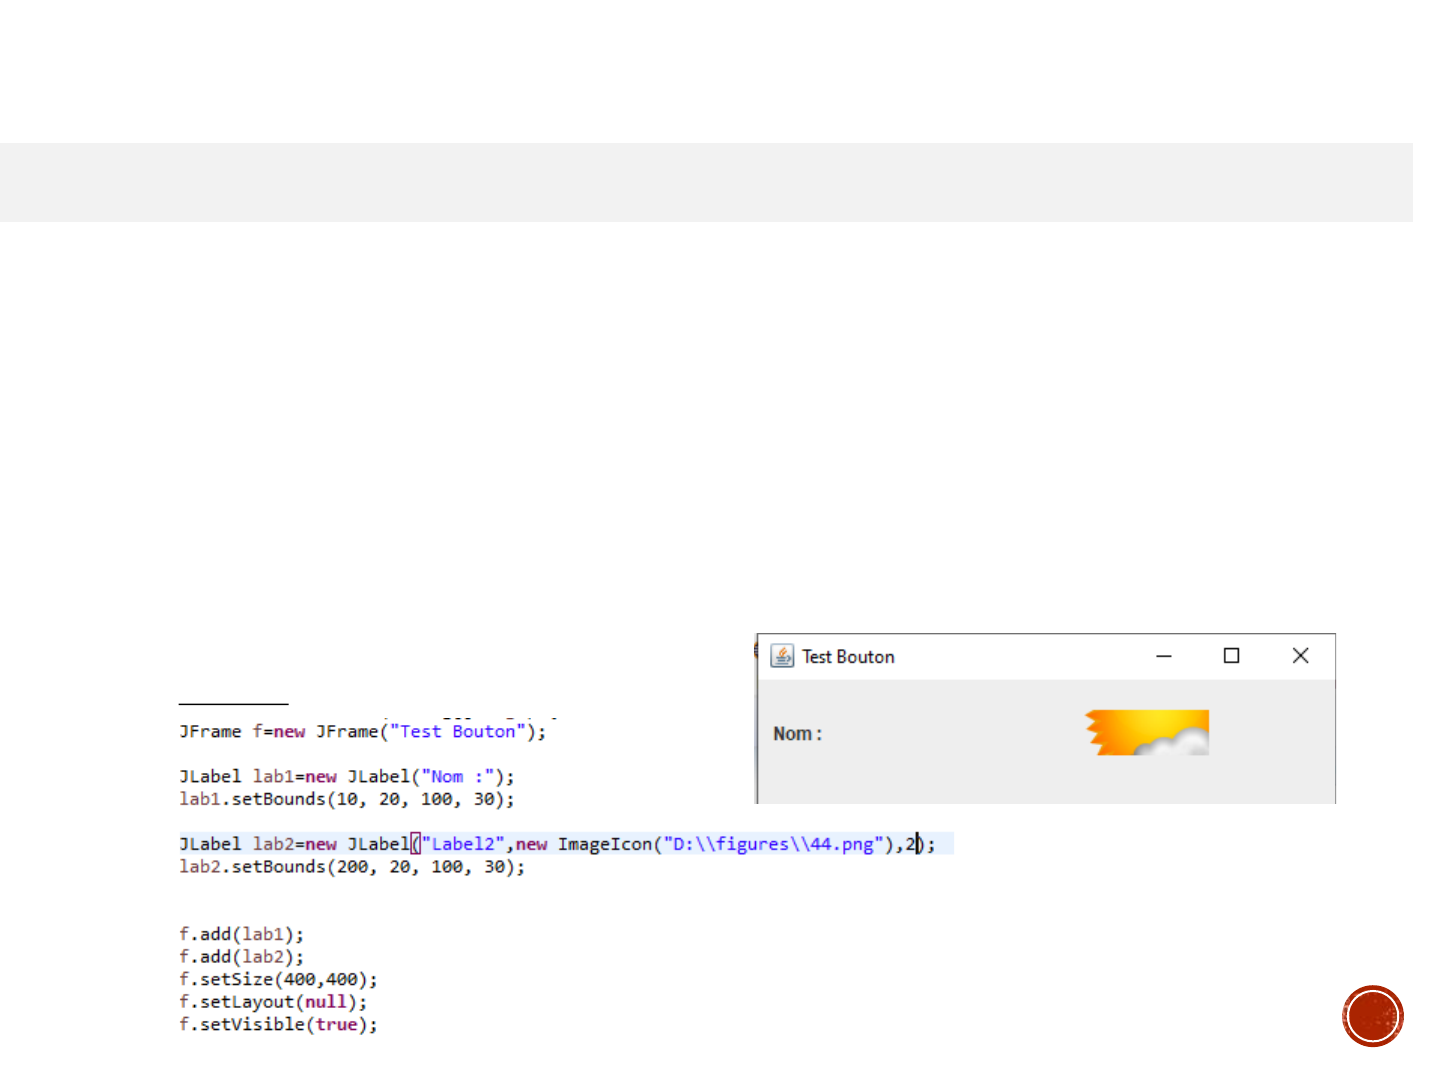 Test Bouton
Nom :
JFrame f=new JFrame("Test Bouton");
JLabel lab1=new JLabel("Nom :");
lab1.setBounds(10, 20, 100, 30);
JLabel lab2=new JLabel("Label2",new ImageIcon("D:\\figures\\44.png"),2);
lab2.setBounds(200, 20, 100, 30);
f.add(lab1);
f.add(lab2);
f.setSize(400,400);
f.setLayout(null);
f.setVisible(true);